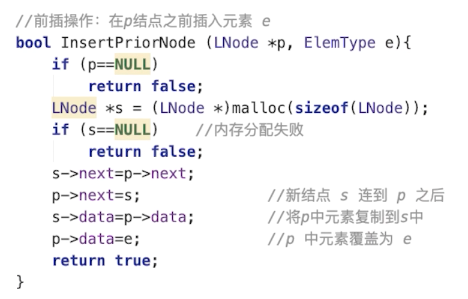 //前插操作：在p结点之前插入元素 e
bool InsertPriorNode (LNode *p, ElemType e){
    if (p==NULL)
        return false;
    LNode *s = (LNode *)malloc(sizeof(LNode));
    if (s==NULL)    //内存分配失败
        return false;
    s->next=p->next;
    p->next=s;              //新结点 s 连到 p 之后
    s->data=p->data;        //将p中元素复制到s中
    p->data=e;              //p 中元素覆盖为 e
    return true;
}